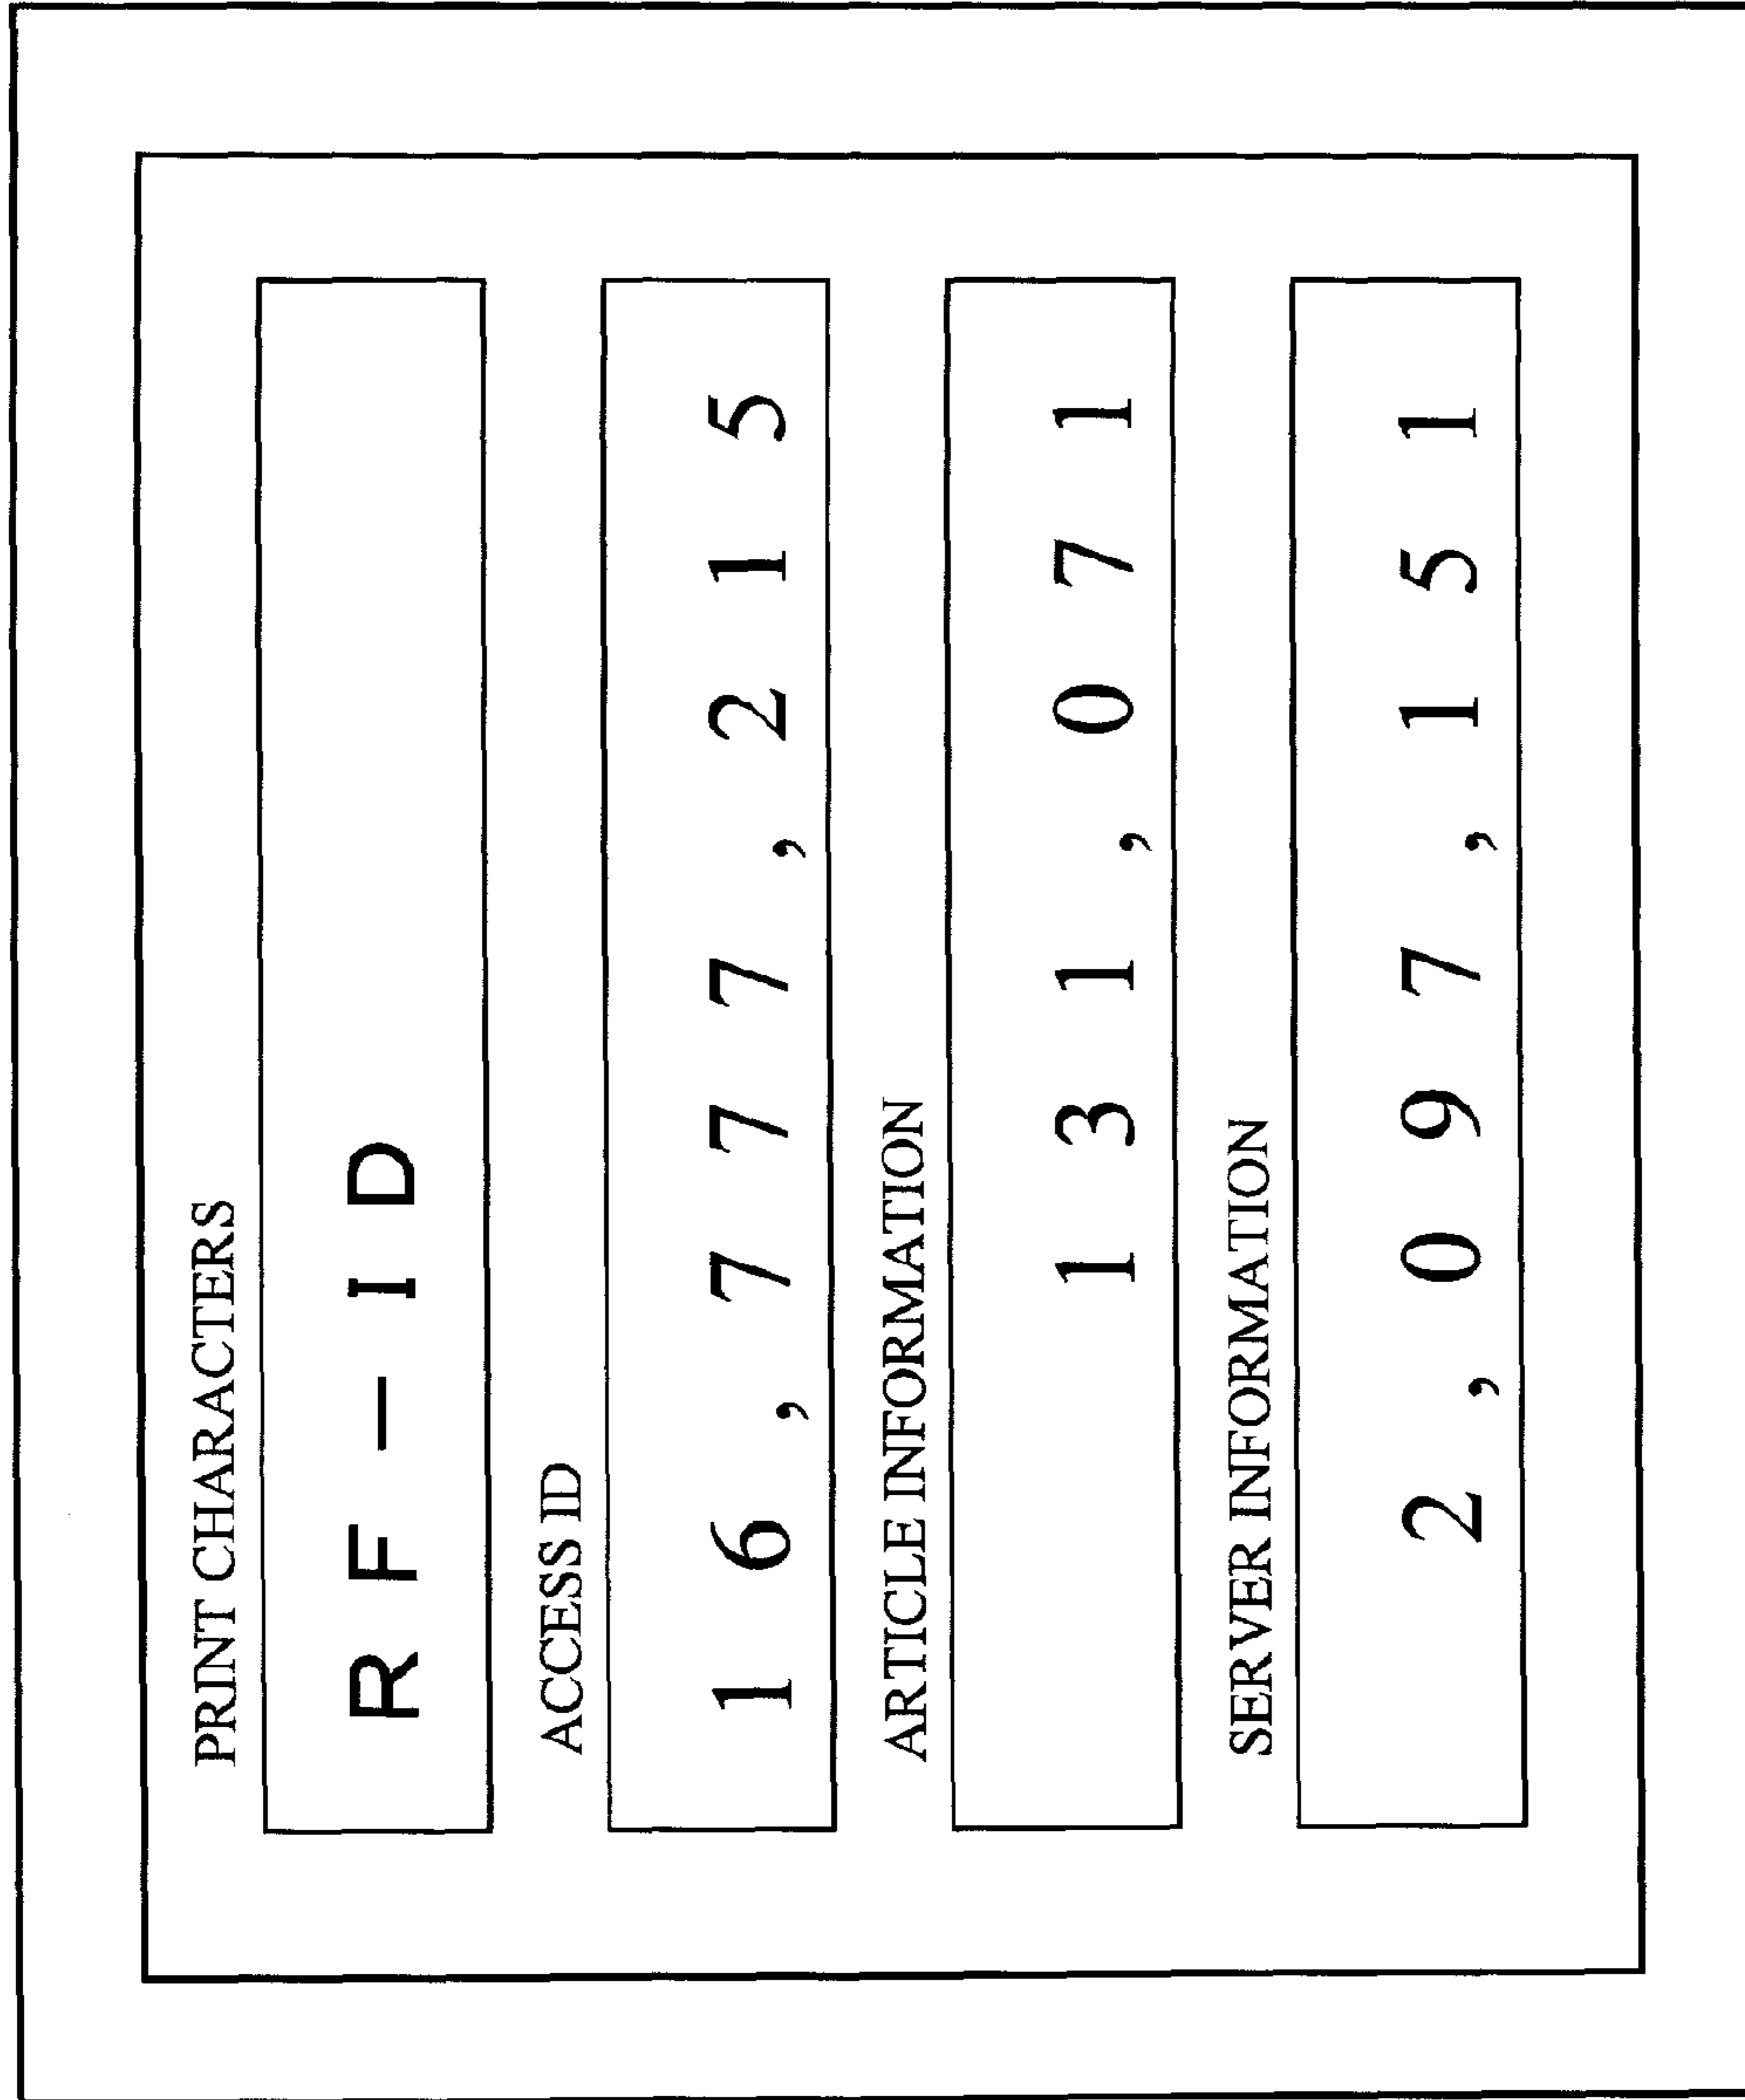 PRINT CHARACTERS
RF-ID
ACCESS ID
16,777,215
ARTICLE INFORMATION
131,071
SERVER INFORMATION
2,097,151